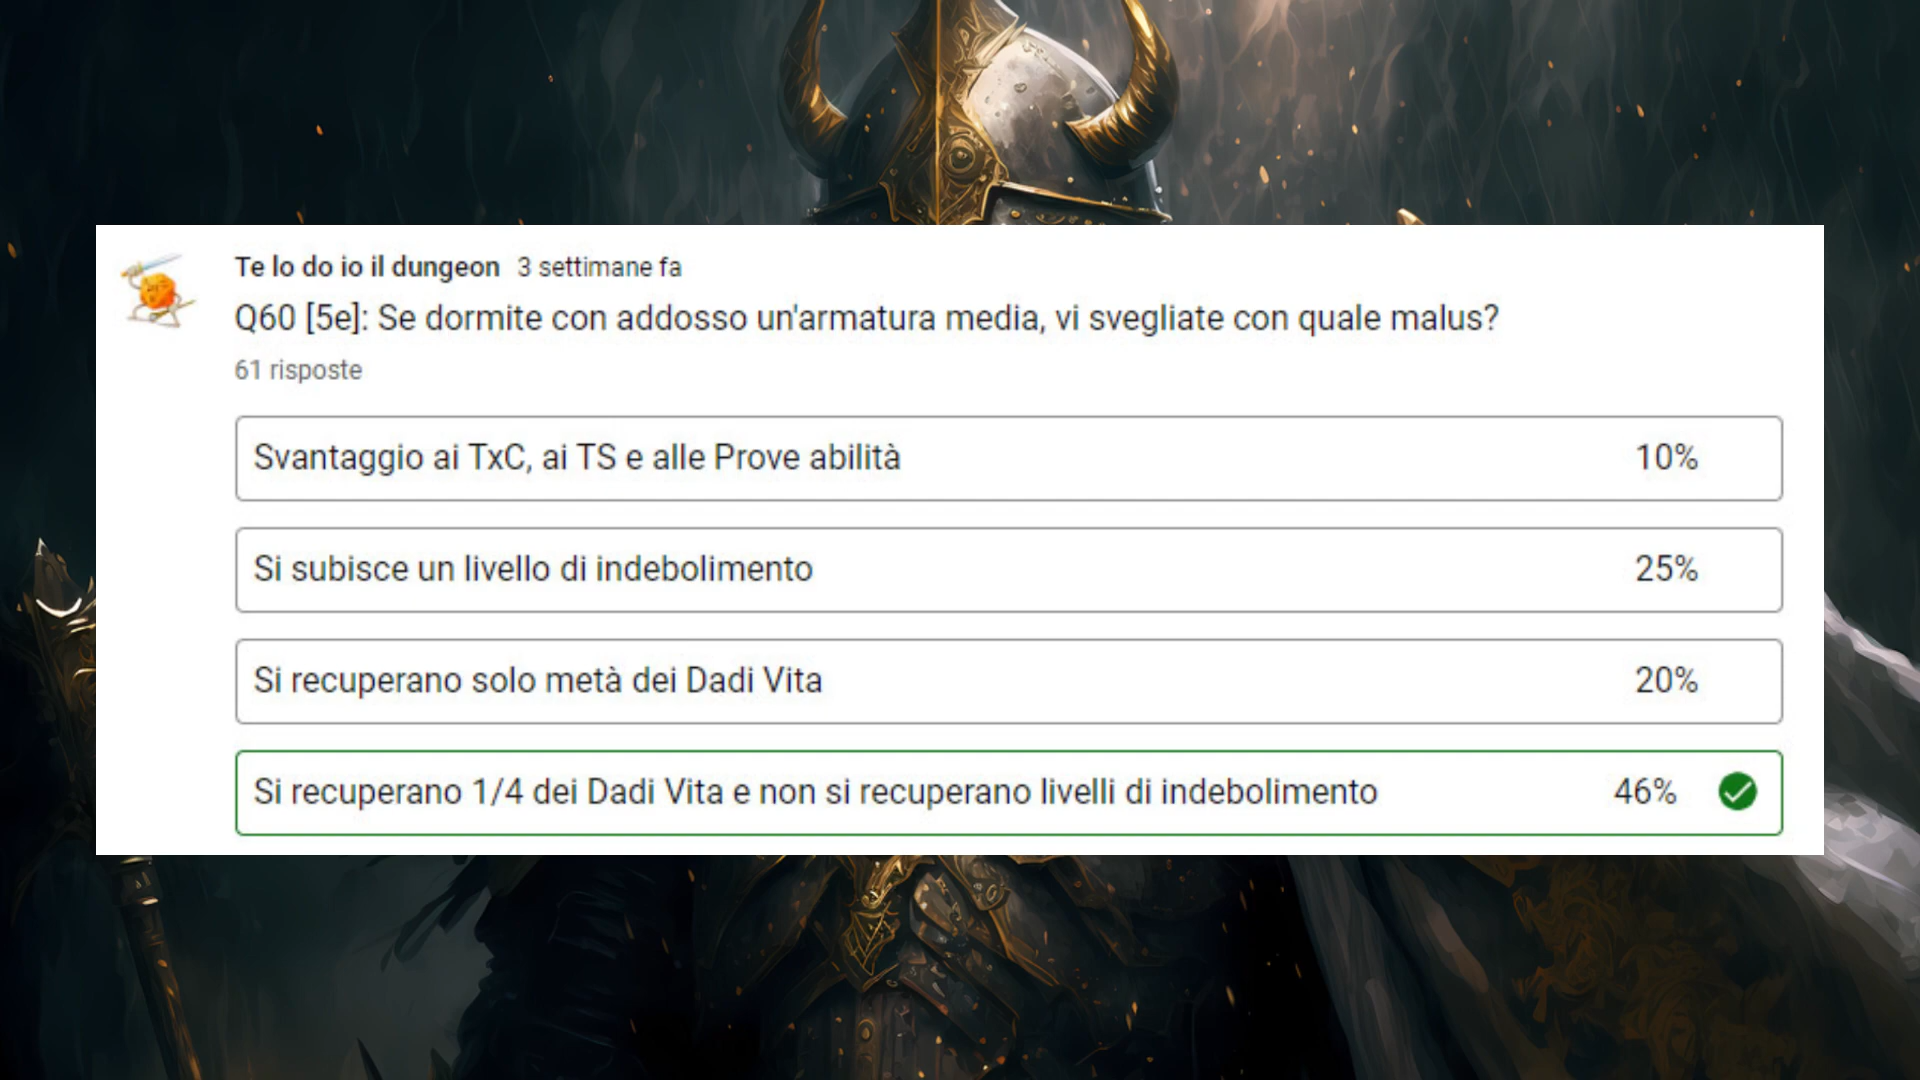 Te lo do io il dungeon 3 settimane fa
Q60 [5e]: Se dormite con addosso un'armatura media, vi svegliate con quale malus?
61 risposte
Svantaggio ai TxC, ai TS e alle Prove abilità 10%
Si subisce un livello di indebolimento 25%
Si recuperano solo metà dei Dadi Vita 20%
Si recuperano 1/4 dei Dadi Vita e non si recuperano livelli di indebolimento 46%